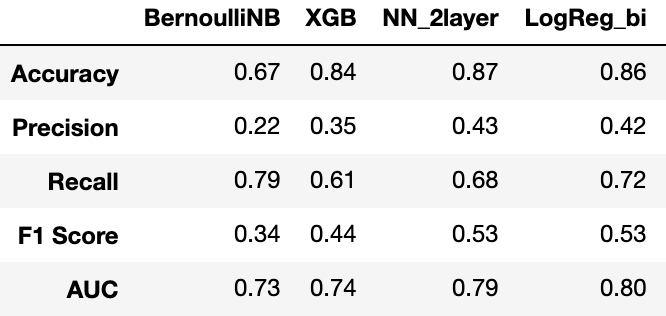 BernoulliNB XGB NN_2layer LogReg_bi
Accuracy 0.67 0.84 0.87 0.86
Precision 0.22 0.35 0.43 0.42
Recall 0.79 0.61 0.68 0.72
F1 Score 0.34 0.44 0.53 0.53
AUC 0.73 0.74 0.79 0.80